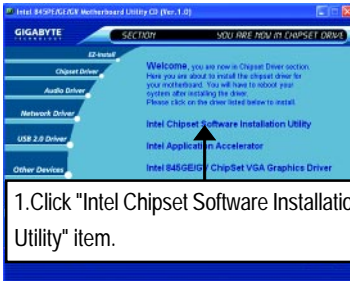 Intel 845PE/GE/GV Motherboard Utility CD (Ver.1.0)
GIGABYTE
TECHNOLOGY
SECTION YOU ARE NOW IN CHIPSET DRIVE
EZ-Install
Chipset Driver
Audio Driver
Network Driver
USB 2.0 Driver
Other Devices
Welcome, you are now in Chipset Driver section.
Here you are about to install the chipset driver for
your motherboard. You will have to reboot your
system after installing the driver.
Please click on the driver listed below to install.
Intel Chipset Software Installation Utility
Intel Application Accelerator
Intel 845GE/GV ChipSet VGA Graphics Driver
1.Click "Intel Chipset Software Installatio
Utility" item.